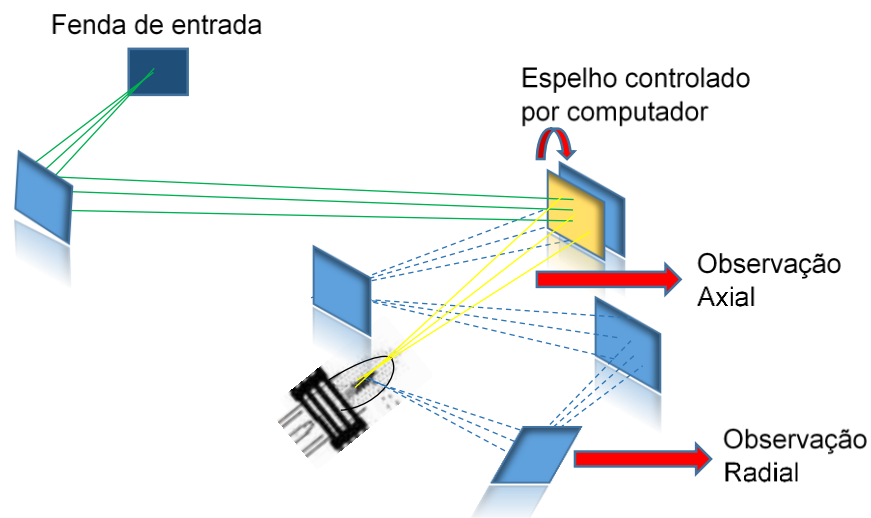 Fenda de entrada
Espelho controlado
por computador
Observação
Axial
Observação
Radial